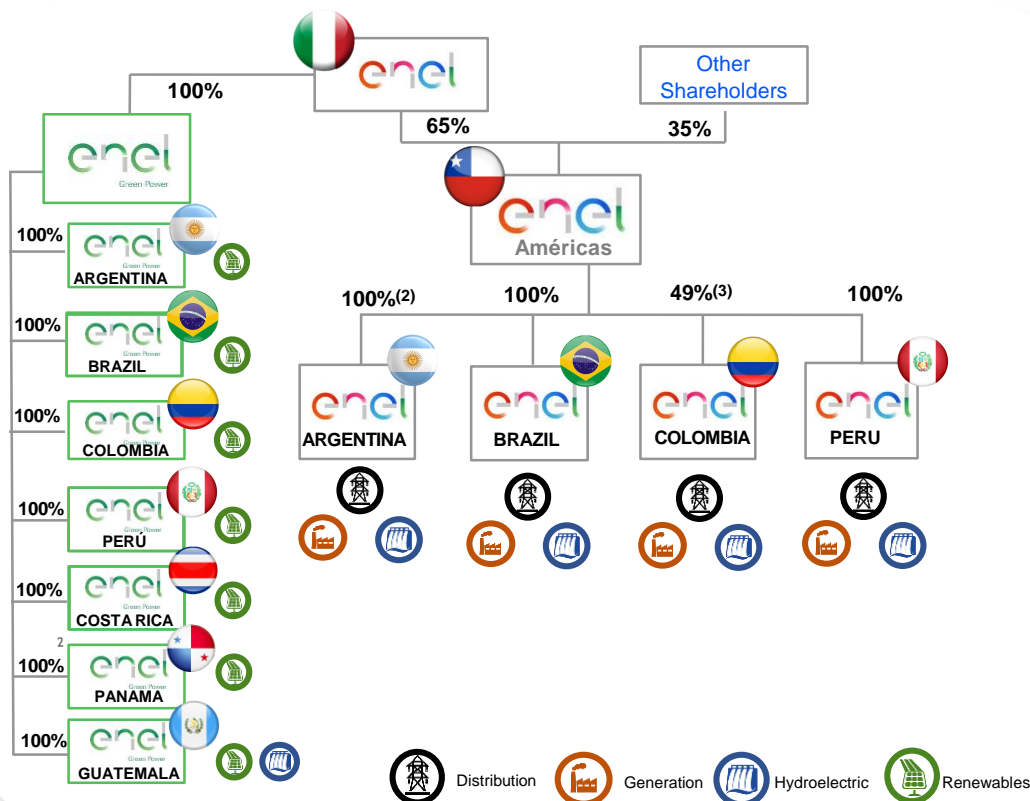 enel
Other
Shareholders
100%
65%
35%
enel
Green Power
enel
Américas
100%
enel
Green Power
ARGENTINA
100%
enel
Green Power
BRAZIL
100%
enel
Green Power
COLOMBIA
100%
enel
Green Power
PERÚ
100%
enel
Green Power
COSTA RICA
2
100%
enel
Green Power
PANAMA
100%
enel
Green Power
GUATEMALA
100%(2)
100%
49%(3)
100%
enel
ARGENTINA
enel
BRAZIL
enel
COLOMBIA
enel
PERU
Distribution
Generation
Hydroelectric
Renewables